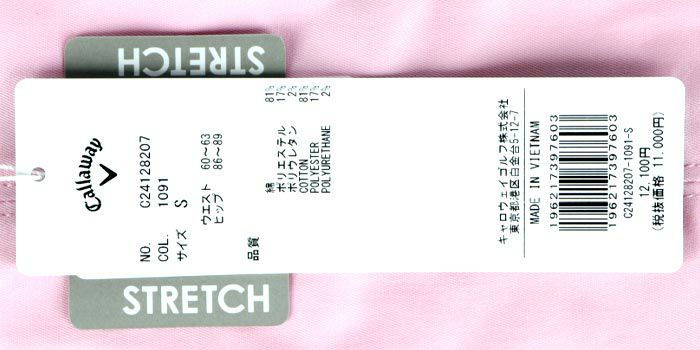 STRETCH
Callaway
NO. C24128207
COL. 1091
サイズ S
ウエスト 60～63
ヒップ 86～89
品質
綿 81%
ポリエステル 17%
ポリウレタン 2%
COTTON 81%
POLYESTER 17%
POLYURETHANE 2%
キャロウェイゴルフ株式会社
東京都港区白金台5-12-7
MADE IN VIETNAM
196217397603
196217397603
C24128207-1091-S
12,100円
(税抜価格 11,000円)
STRETCH